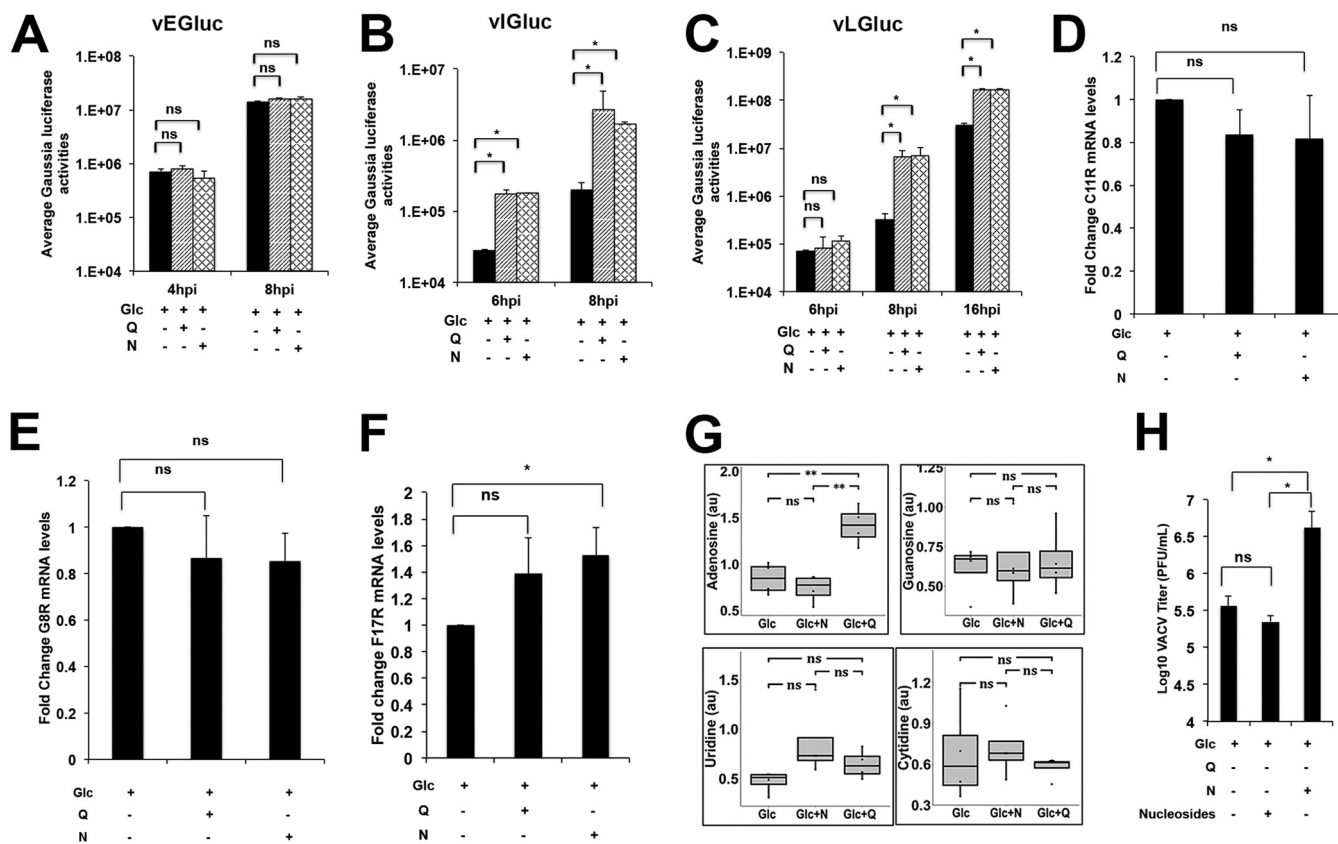 A
vEGluc
Average Gaussia luciferase activities
1.E+08
1.E+07
1.E+06
1.E+05
1.E+04
ns
ns
ns
ns
4hpi 8hpi
Glc + + + + + +
Q - + - - + -
N - - + - - +
B
vIGluc
Average Gaussia luciferase activities
1.E+07
1.E+06
1.E+05
1.E+04
*
*
*
*
6hpi 8hpi
Glc + + + + + +
Q - + - - + -
N - - + - - +
C
vLGluc
Average Gaussia luciferase activities
1.E+09
1.E+08
1.E+07
1.E+06
1.E+05
1.E+04
ns
ns
*
*
*
*
6hpi 8hpi 16hpi
Glc + + + + + + + + +
Q - + - - + - - + -
N - - + - - + - - +
D
Fold Change C11R mRNA levels
1.2
1
0.8
0.6
0.4
0.2
0
ns
ns
Glc + + +
Q - + -
N - - +
E
Fold Change G8R mRNA levels
1.2
1
0.8
0.6
0.4
0.2
0
ns
ns
Glc + + +
Q - + -
N - - +
F
Fold change F17R mRNA levels
2
1.8
1.6
1.4
1.2
1
0.8
0.6
0.4
0.2
0
*
ns
Glc + + +
Q - + -
N - - +
G
Adenosine (au)
2.0
1.5
1.0
0.5
**
ns
**
Glc Glc+N Glc+Q
Guanosine (au)
1.25
1.00
0.75
0.50
ns
ns
ns
Glc Glc+N Glc+Q
Uridine (au)
1.5
1.0
0.5
ns
ns
ns
Glc Glc+N Glc+Q
Cytidine (au)
1.2
0.9
0.6
0.3
ns
ns
ns
Glc Glc+N Glc+Q
H
Log10 VACV Titer (PFU/mL)
7
6.5
6
5.5
5
4.5
4
*
*
ns
Glc + + +
Q - - -
N - - +
Nucleosides - + -